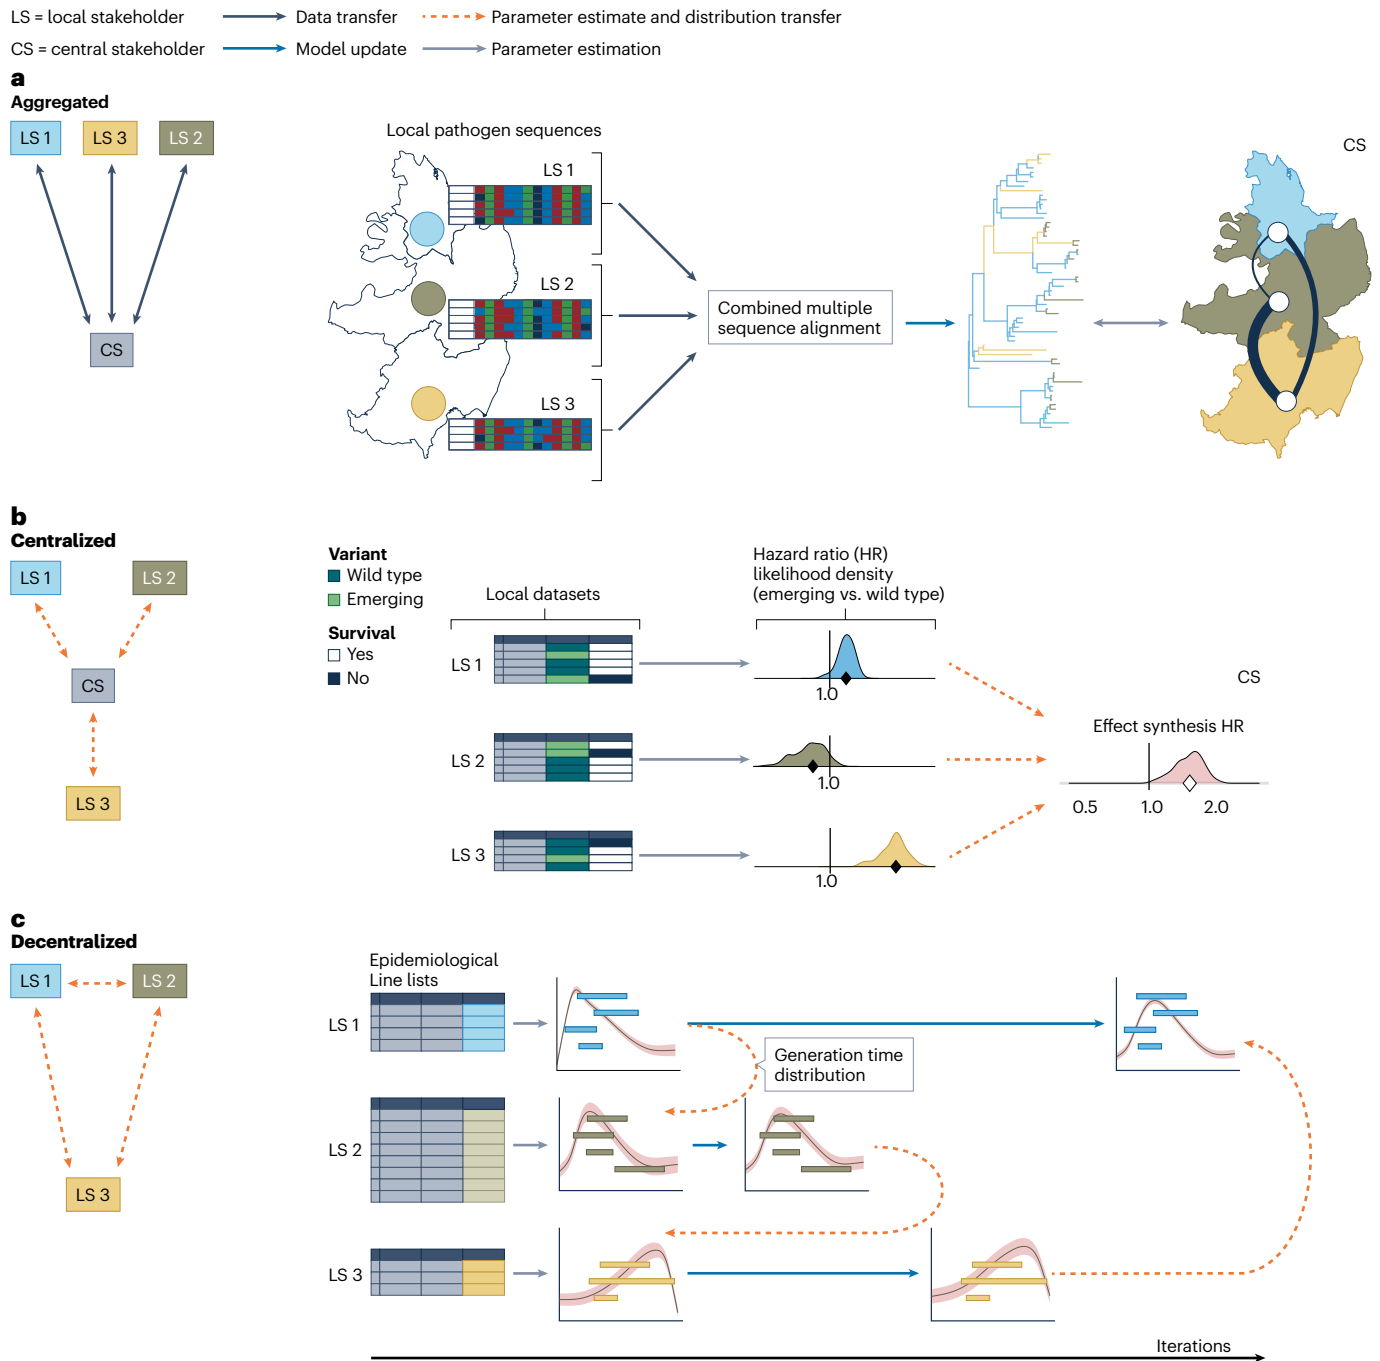 LS = local stakeholder
Data transfer
Parameter estimate and distribution transfer
CS = central stakeholder
Model update
Parameter estimation
a
Aggregated
LS 1
LS 3
LS 2
CS
Local pathogen sequences
LS 1
LS 2
LS 3
Combined multiple
sequence alignment
CS
b
Centralized
LS 1
LS 2
CS
LS 3
Variant
Wild type
Emerging
Survival
Yes
No
Local datasets
Hazard ratio (HR)
likelihood density
(emerging vs. wild type)
LS 1
1.0
LS 2
1.0
LS 3
1.0
CS
Effect synthesis HR
0.5
1.0
2.0
c
Decentralized
LS 1
LS 2
LS 3
Epidemiological
Line lists
LS 1
Generation time
distribution
LS 2
LS 3
Iterations